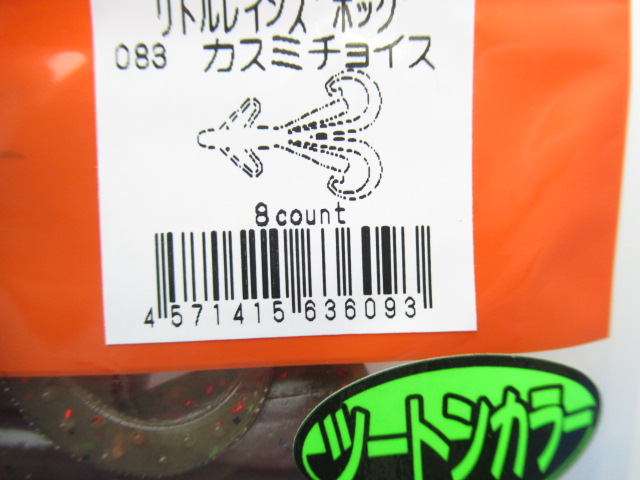 リトルレインズ ホッグ
083 カスミチョイス
8 count
4 571415 636093
ツートンカラー